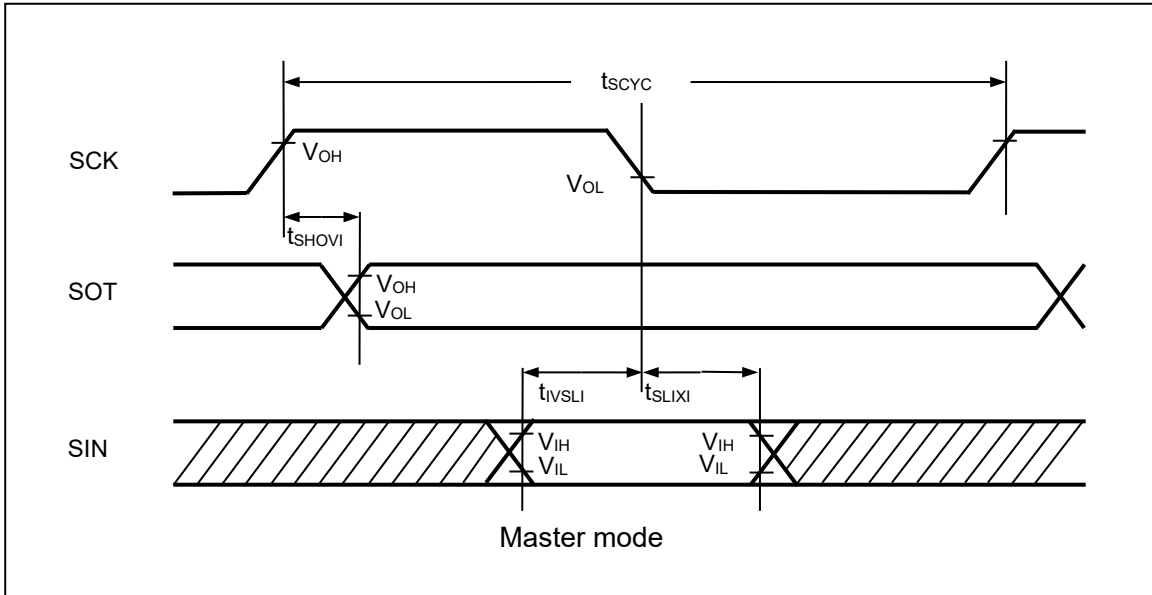 tSCYC
SCK
VOH
VOL
tSHOVI
SOT
VOH
VOL
tIVSLI
tSLIXI
SIN
VIH
VIH
VIL
VIL
Master mode